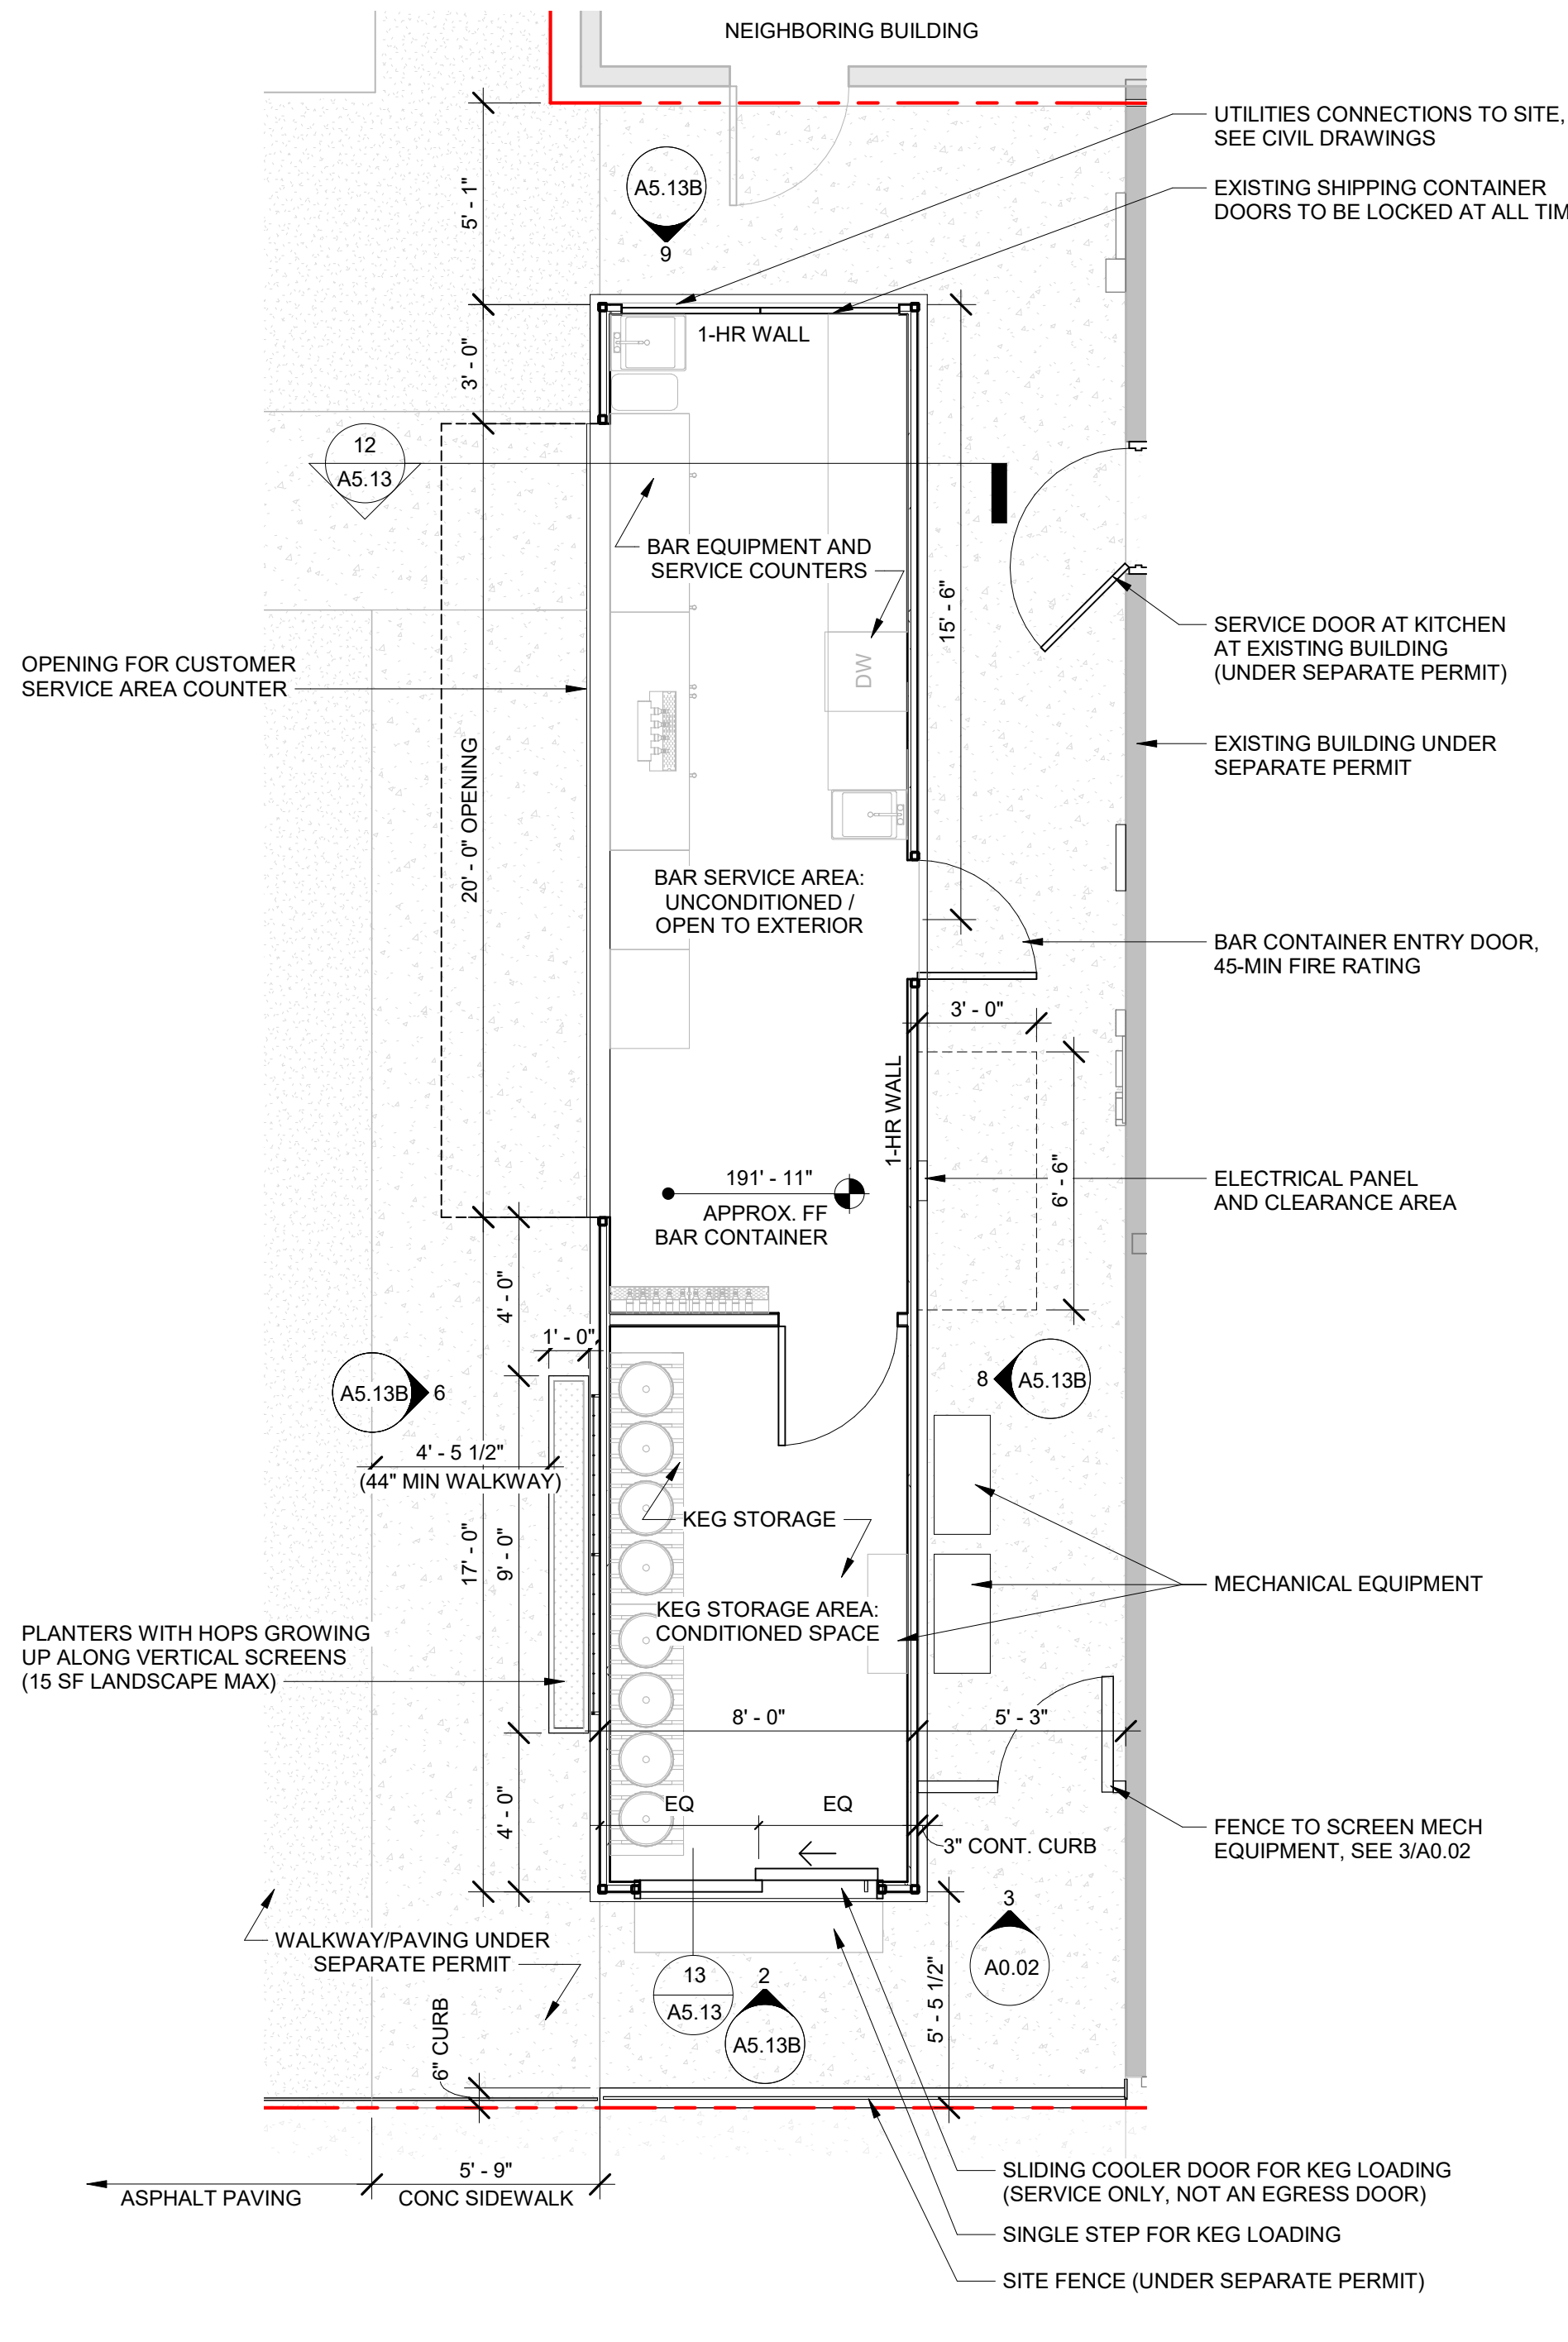 NEIGHBORING BUILDING
UTILITIES CONNECTIONS TO SITE,
SEE CIVIL DRAWINGS
5' - 1"
A5.13B
9
EXISTING SHIPPING CONTAINER
DOORS TO BE LOCKED AT ALL TIM
1-HR WALL
3' - 0"
12
A5.13
BAR EQUIPMENT AND
SERVICE COUNTERS
15' - 6"
SERVICE DOOR AT KITCHEN
AT EXISTING BUILDING
(UNDER SEPARATE PERMIT)
OPENING FOR CUSTOMER
SERVICE AREA COUNTER
DW
20' - 0" OPENING
EXISTING BUILDING UNDER
SEPARATE PERMIT
BAR SERVICE AREA:
UNCONDITIONED /
OPEN TO EXTERIOR
BAR CONTAINER ENTRY DOOR,
45-MIN FIRE RATING
3' - 0"
1-HR WALL
6' - 6"
191' - 11"
APPROX. FF
BAR CONTAINER
ELECTRICAL PANEL
AND CLEARANCE AREA
4' - 0"
1' - 0"
A5.13B
6
8
A5.13B
4' - 5 1/2"
(44" MIN WALKWAY)
KEG STORAGE
17' - 0"
9' - 0"
MECHANICAL EQUIPMENT
KEG STORAGE AREA:
CONDITIONED SPACE
PLANTERS WITH HOPS GROWING
UP ALONG VERTICAL SCREENS
(15 SF LANDSCAPE MAX)
8' - 0"
5' - 3"
4' - 0"
EQ
EQ
3" CONT. CURB
FENCE TO SCREEN MECH
EQUIPMENT, SEE 3/A0.02
WALKWAY/PAVING UNDER
SEPARATE PERMIT
3
A0.02
13
A5.13
2
A5.13B
5' - 5 1/2"
6" CURB
5' - 9"
ASPHALT PAVING
CONC SIDEWALK
SLIDING COOLER DOOR FOR KEG LOADING
(SERVICE ONLY, NOT AN EGRESS DOOR)
SINGLE STEP FOR KEG LOADING
SITE FENCE (UNDER SEPARATE PERMIT)